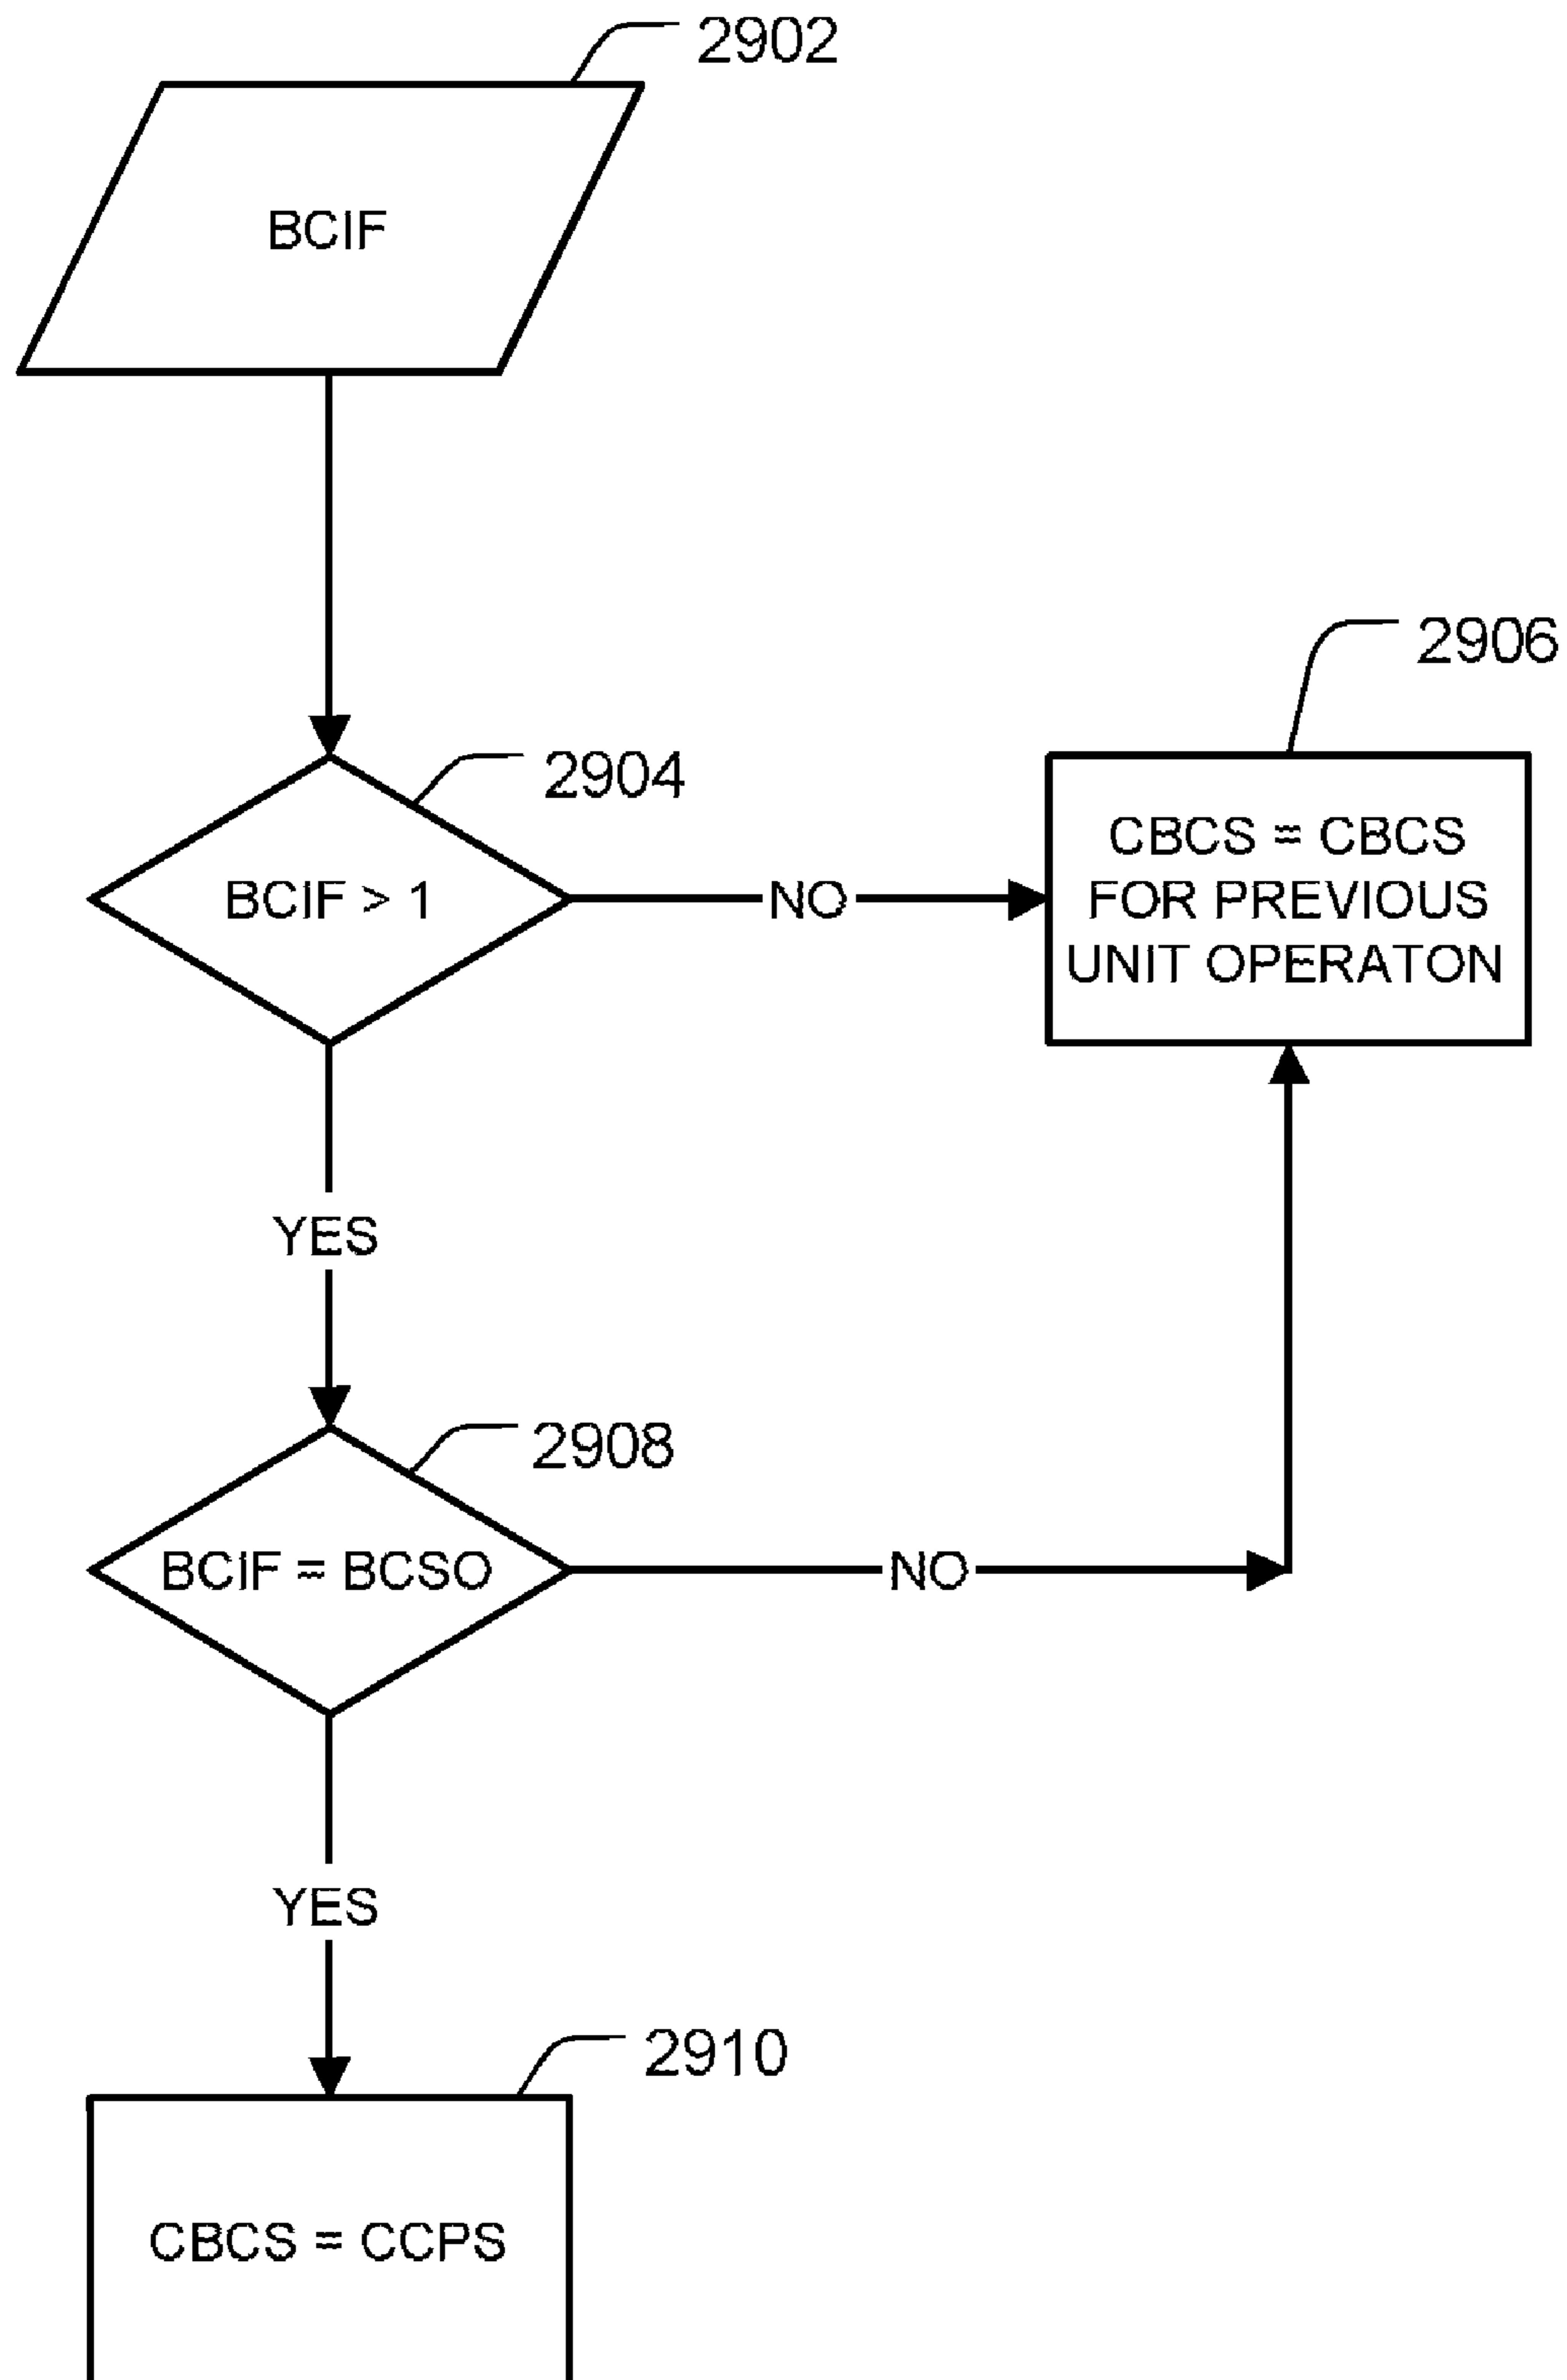 2902
BCIF
2904
BCIF > 1
NO
2906
CBCS = CBCS
FOR PREVIOUS
UNIT OPERATON
YES
2908
BCIF = BCSO
NO
YES
2910
CBCS = CCPS